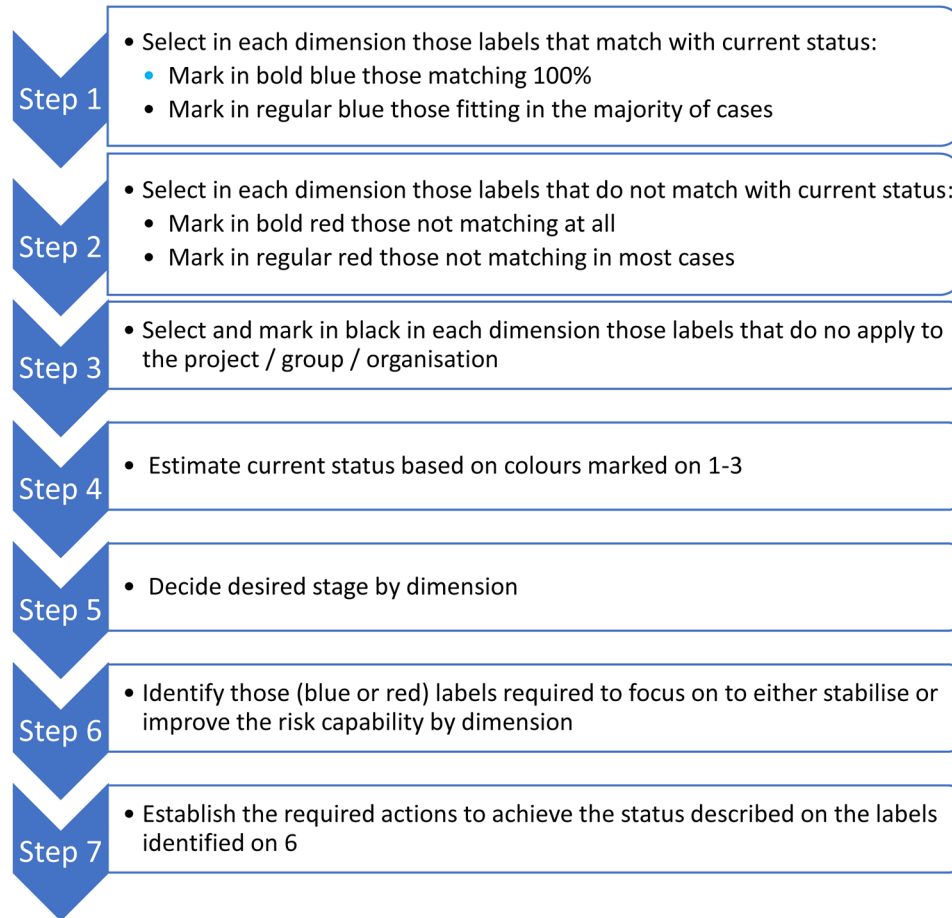 Step 1
• Select in each dimension those labels that match with current status:
• Mark in bold blue those matching 100%
• Mark in regular blue those fitting in the majority of cases
Step 2
• Select in each dimension those labels that do not match with current status:
• Mark in bold red those not matching at all
• Mark in regular red those not matching in most cases
Step 3
• Select and mark in black in each dimension those labels that do no apply to
the project / group / organisation
Step 4
• Estimate current status based on colours marked on 1-3
Step 5
• Decide desired stage by dimension
Step 6
• Identify those (blue or red) labels required to focus on to either stabilise or
improve the risk capability by dimension
Step 7
• Establish the required actions to achieve the status described on the labels
identified on 6